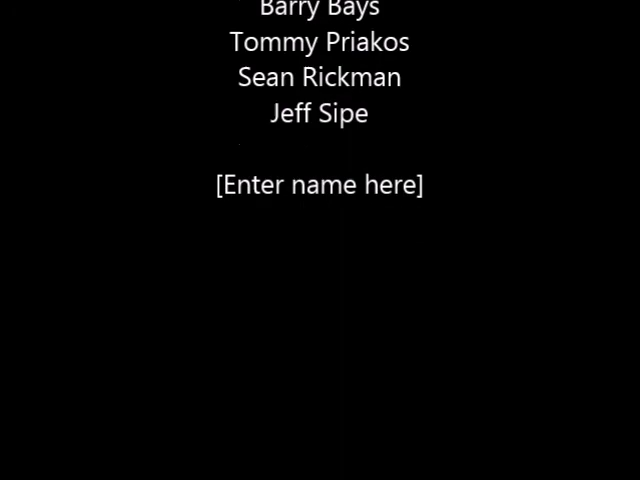 Barry Bays
Tommy Priakos
Sean Rickman
Jeff Sipe
[Enter name here]